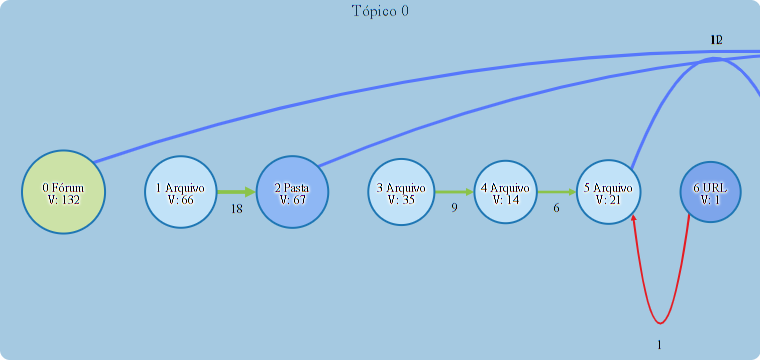 Tópico 0
0 Fórum
V: 132
1 Arquivo
V: 66
18
2 Pasta
V: 67
3 Arquivo
V: 35
9
4 Arquivo
V: 14
6
5 Arquivo
V: 21
6 URL
V: 1
1